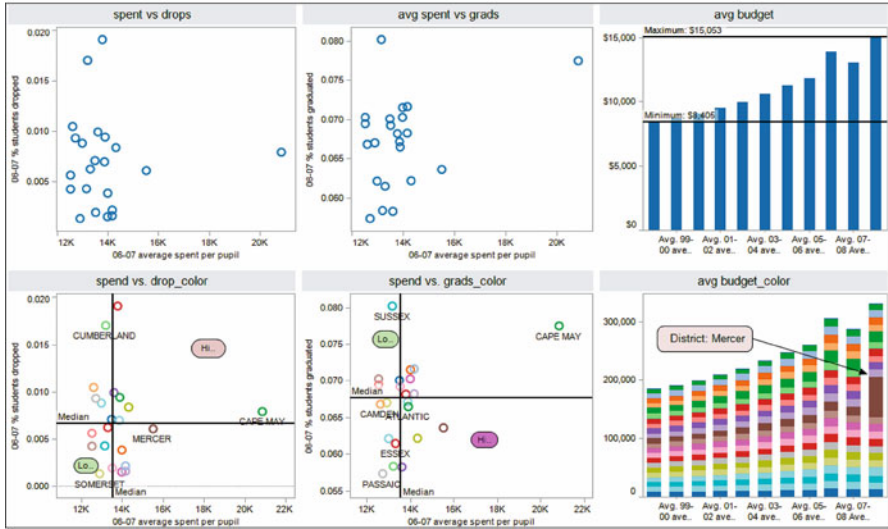 spent vs drops
0.020
0.015
0.010
0.005
06-07 % students dropped
12K 14K 16K 18K 20K
06-07 average spent per pupil
avg spent vs grads
0.080
0.075
0.070
0.065
0.060
06-07 % students graduated
12K 14K 16K 18K 20K
06-07 average spent per pupil
avg budget
Maximum: $15,053
$15,000
$10,000
Minimum: $8,405
$5,000
$0
Avg. 99- Avg. 01- Avg. 03- Avg. 05- Avg. 07-
00 ave.. 02 ave.. 04 ave.. 06 ave.. 08 Ave..
spend vs. drop_color
0.020
0.015
0.010
0.005
0.000
06-07 % students dropped
CUMBERLAND
Hi...
Median
CAPE MAY
MERCER
Lo...
SOMERSET
Median
12K 14K 16K 18K 20K 22K
06-07 average spent per pupil
spend vs. grads_color
0.080
0.075
0.070
0.065
0.060
0.055
06-07 % students graduated
SUSSEX
CAPE MAY
Lo...
Median
CAMDEN
ATLANTIC
Hi...
ESSEX
PASSAIC
Median
12K 14K 16K 18K 20K 22K
06-07 average spent per pupil
avg budget_color
300,000
District: Mercer
200,000
100,000
0
Avg. 99- Avg. 01- Avg. 03- Avg. 05- Avg. 07-
00 ave.. 02 ave.. 04 ave.. 06 ave.. 08 Ave..